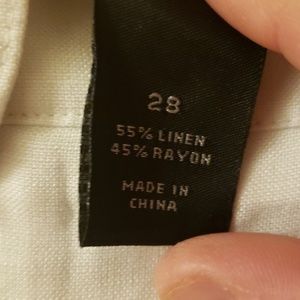 28
55% LINEN
45% RAYON
MADE IN
CHINA